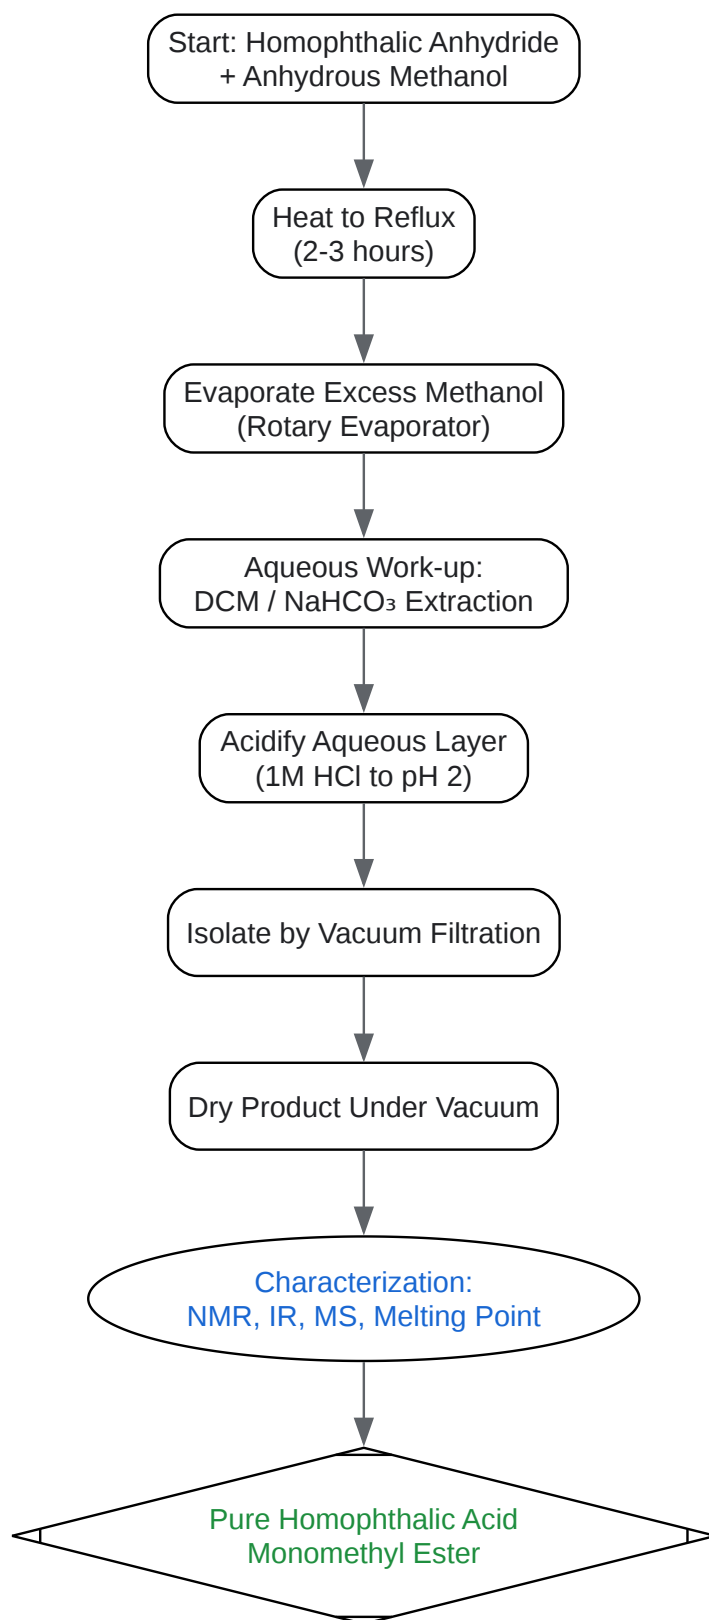 Start: Homophthalic Anhydride
+ Anhydrous Methanol
Heat to Reflux
(2-3 hours)
Evaporate Excess Methanol
(Rotary Evaporator)
Aqueous Work-up:
DCM / NaHCO₃ Extraction
Acidify Aqueous Layer
(1M HCl to pH 2)
Isolate by Vacuum Filtration
Dry Product Under Vacuum
Characterization:
NMR, IR, MS, Melting Point
Pure Homophthalic Acid
Monomethyl Ester